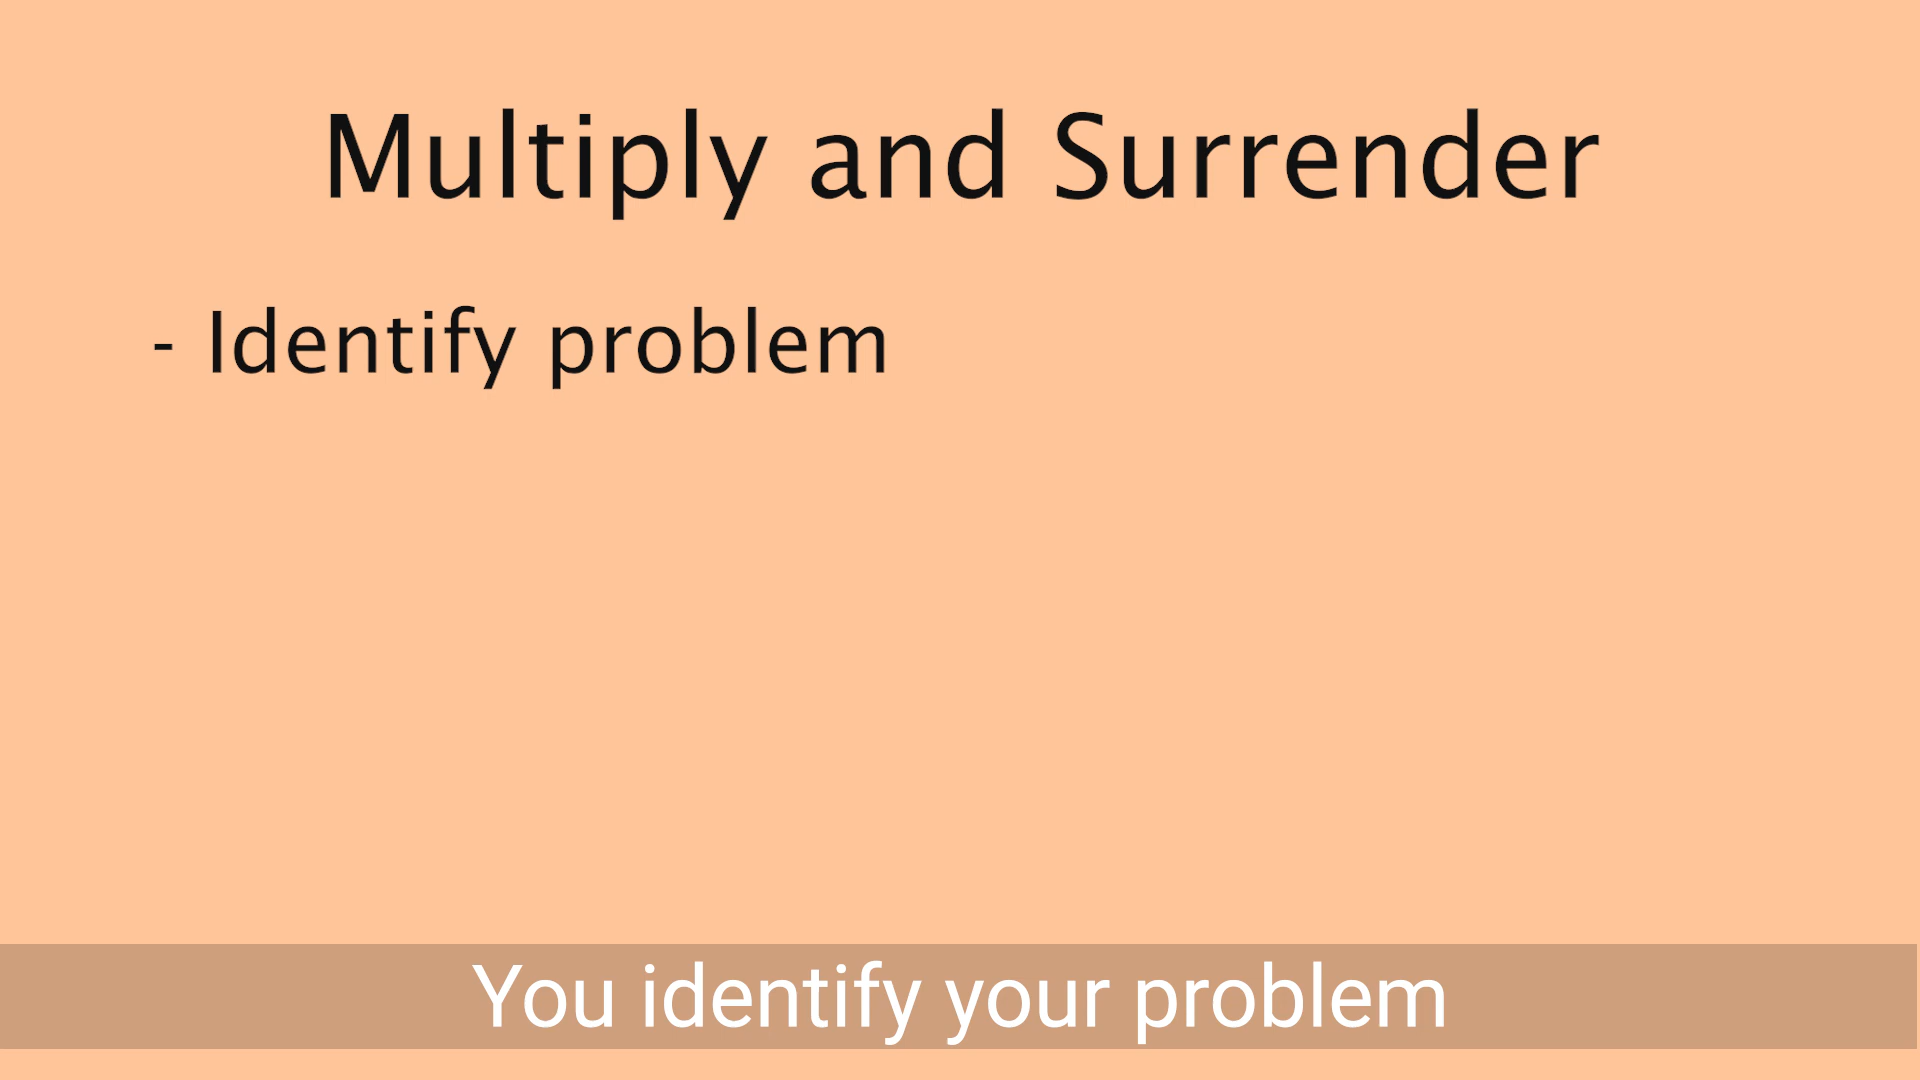 Multiply and Surrender
- Identify problem
You identify your problem